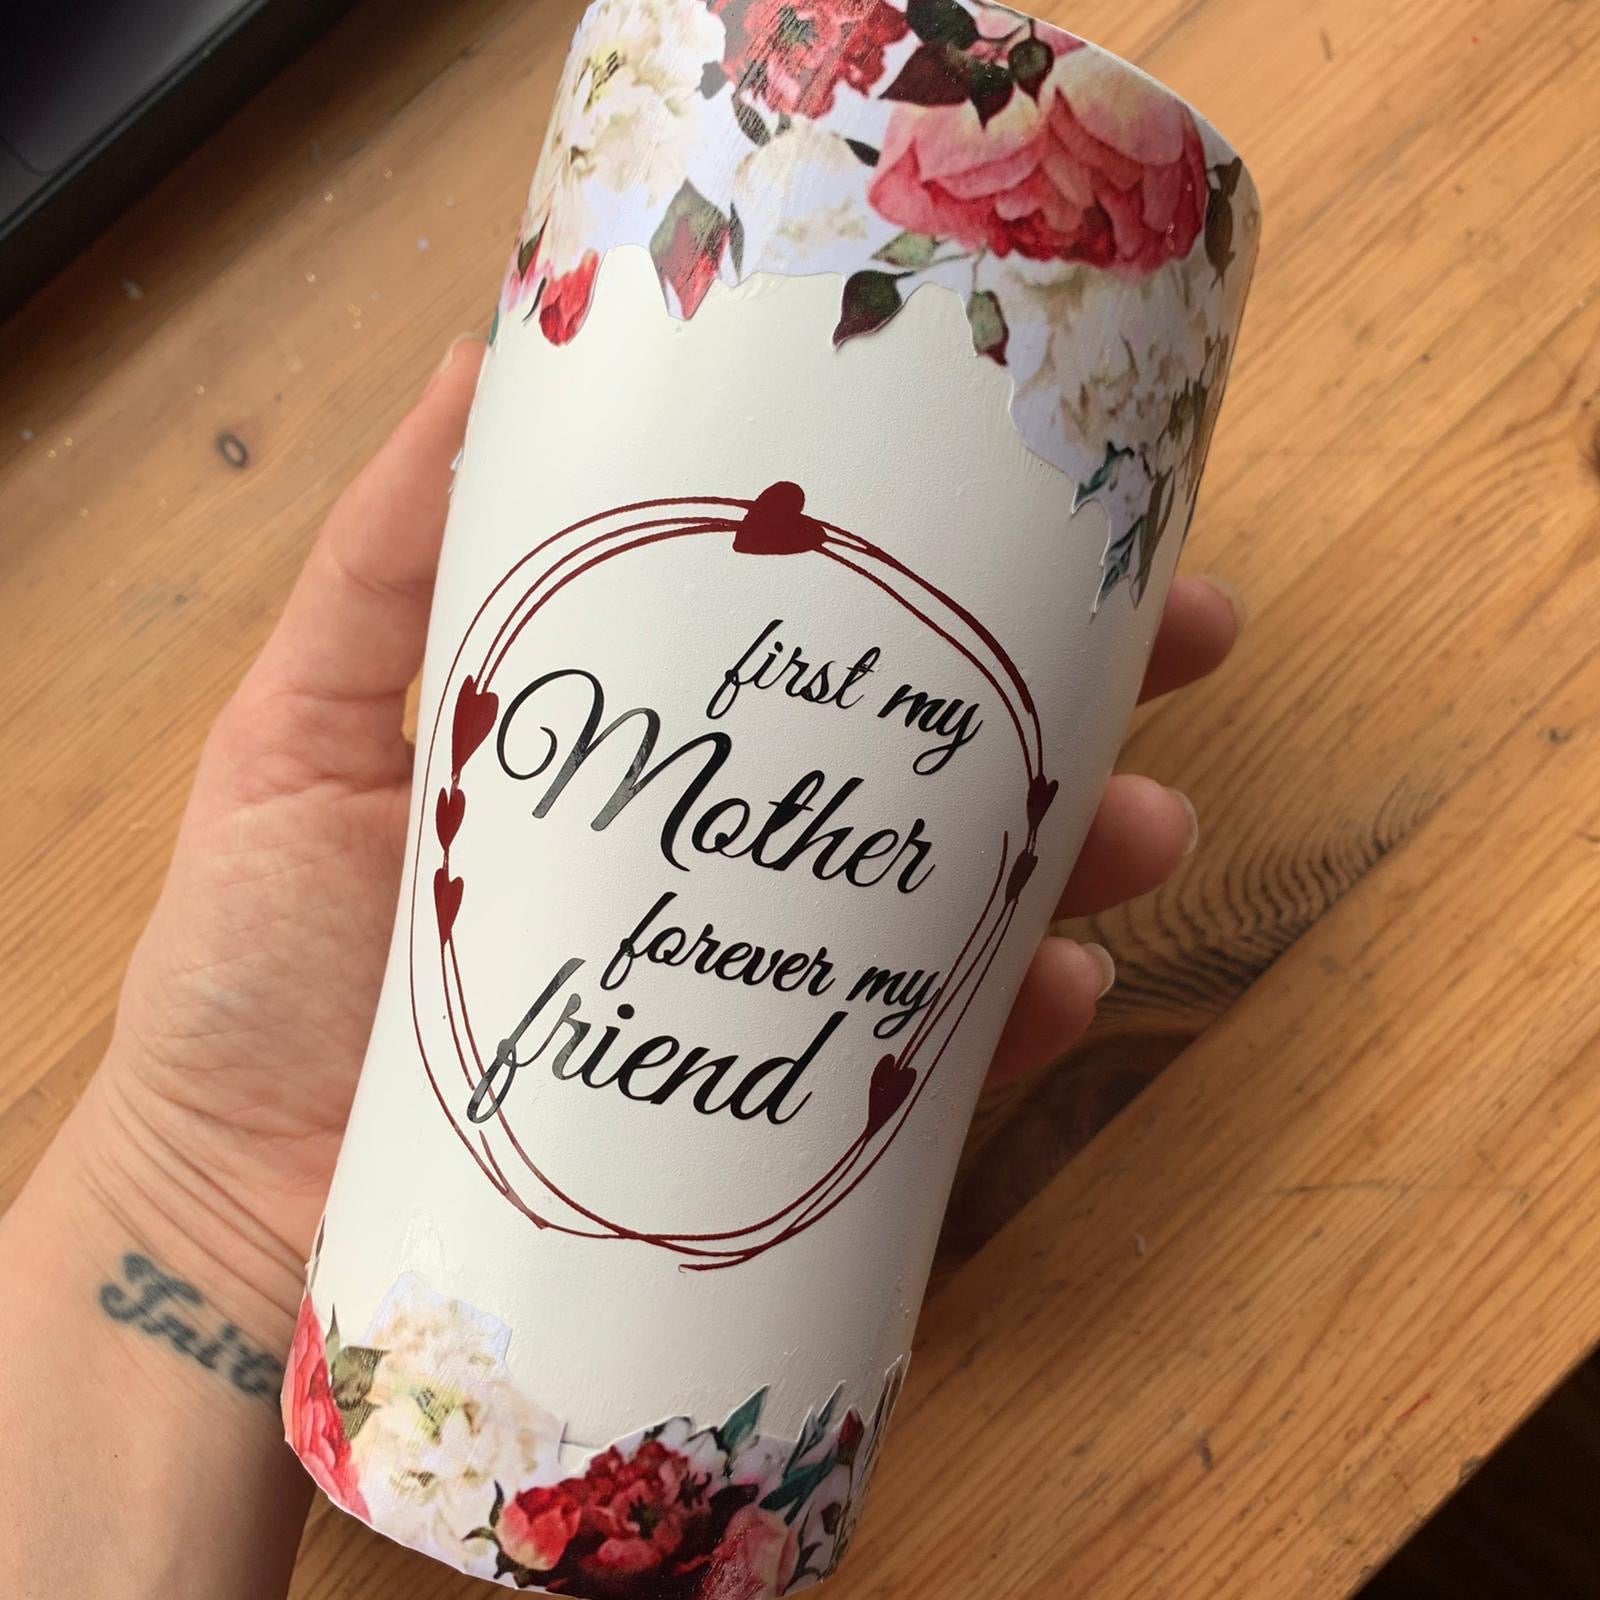 first my
Mother
forever my
friend